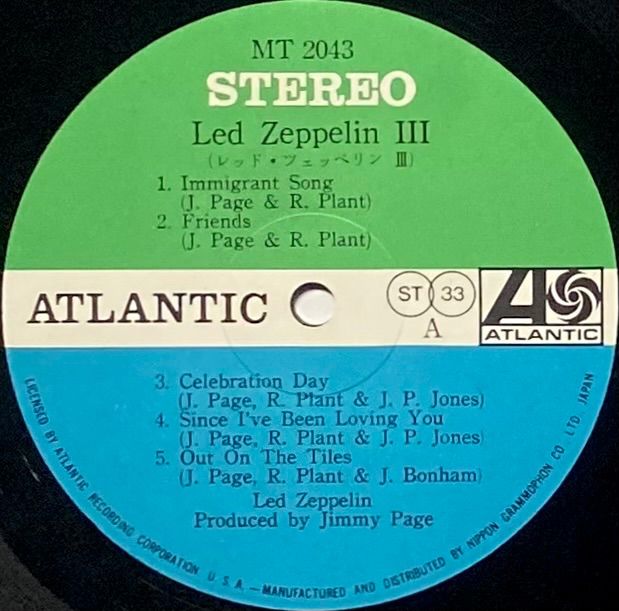 MT 2043
STEREO
Led Zeppelin III
(レッド・ツェッペリン Ⅲ)
1. Immigrant Song
(J. Page & R. Plant)
2. Friends
(J. Page & R. Plant)
ATLANTIC
ST 33
A
ATLANTIC
3. Celebration Day
(J. Page, R. Plant & J. P. Jones)
4. Since I've Been Loving You
(J. Page, R. Plant & J. P. Jones)
5. Out On The Tiles
(J. Page, R. Plant & J. Bonham)
Led Zeppelin
Produced by Jimmy Page
LICENSED BY ATLANTIC RECORDING CORPORATION U. S. A. — MANUFACTURED AND DISTRIBUTED BY NIPPON GRAMMOPHON CO. LTD. JAPAN